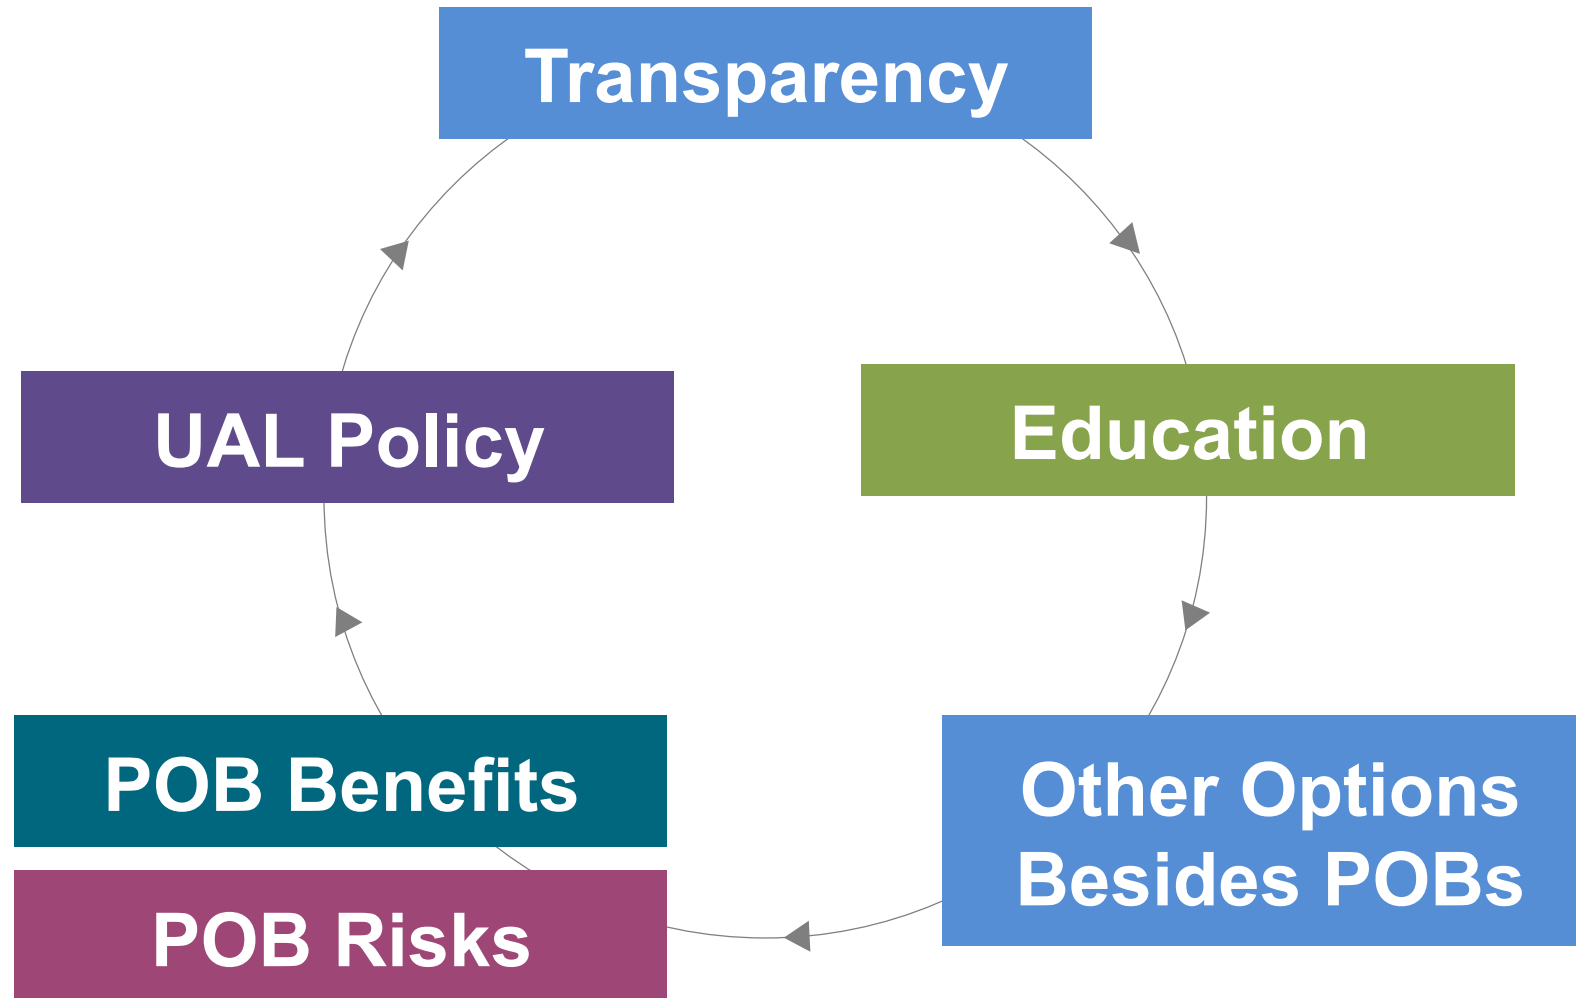 Transparency
Education
Other Options
Besides POBs
POB Risks
POB Benefits
UAL Policy